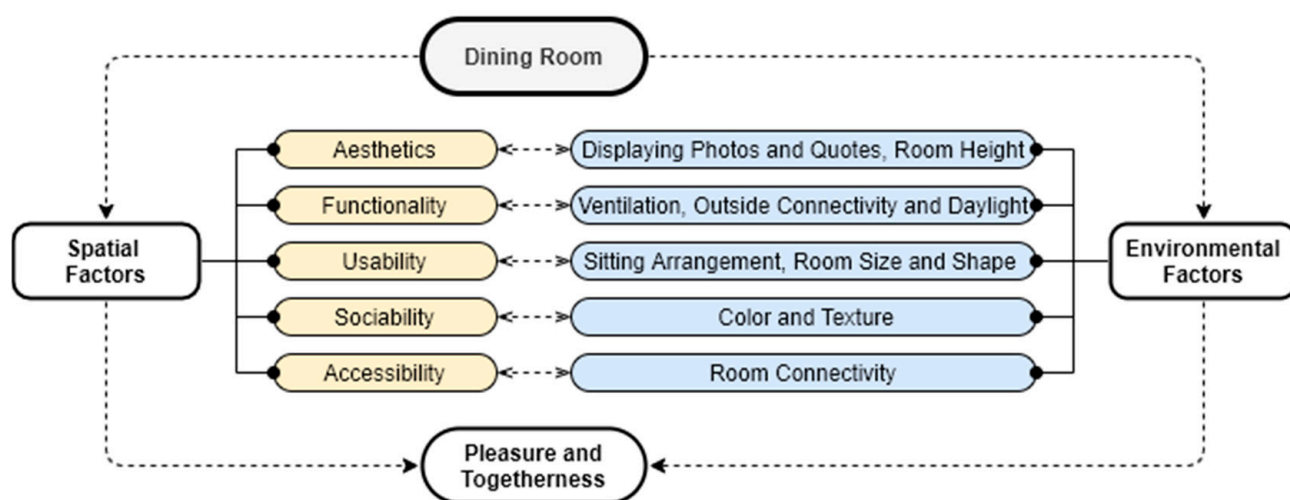 Dining Room
Aesthetics
Displaying Photos and Quotes, Room Height
Functionality
Ventilation, Outside Connectivity and Daylight
Spatial
Factors
Usability
Sitting Arrangement, Room Size and Shape
Environmental
Factors
Sociability
Color and Texture
Accessibility
Room Connectivity
Pleasure and
Togetherness